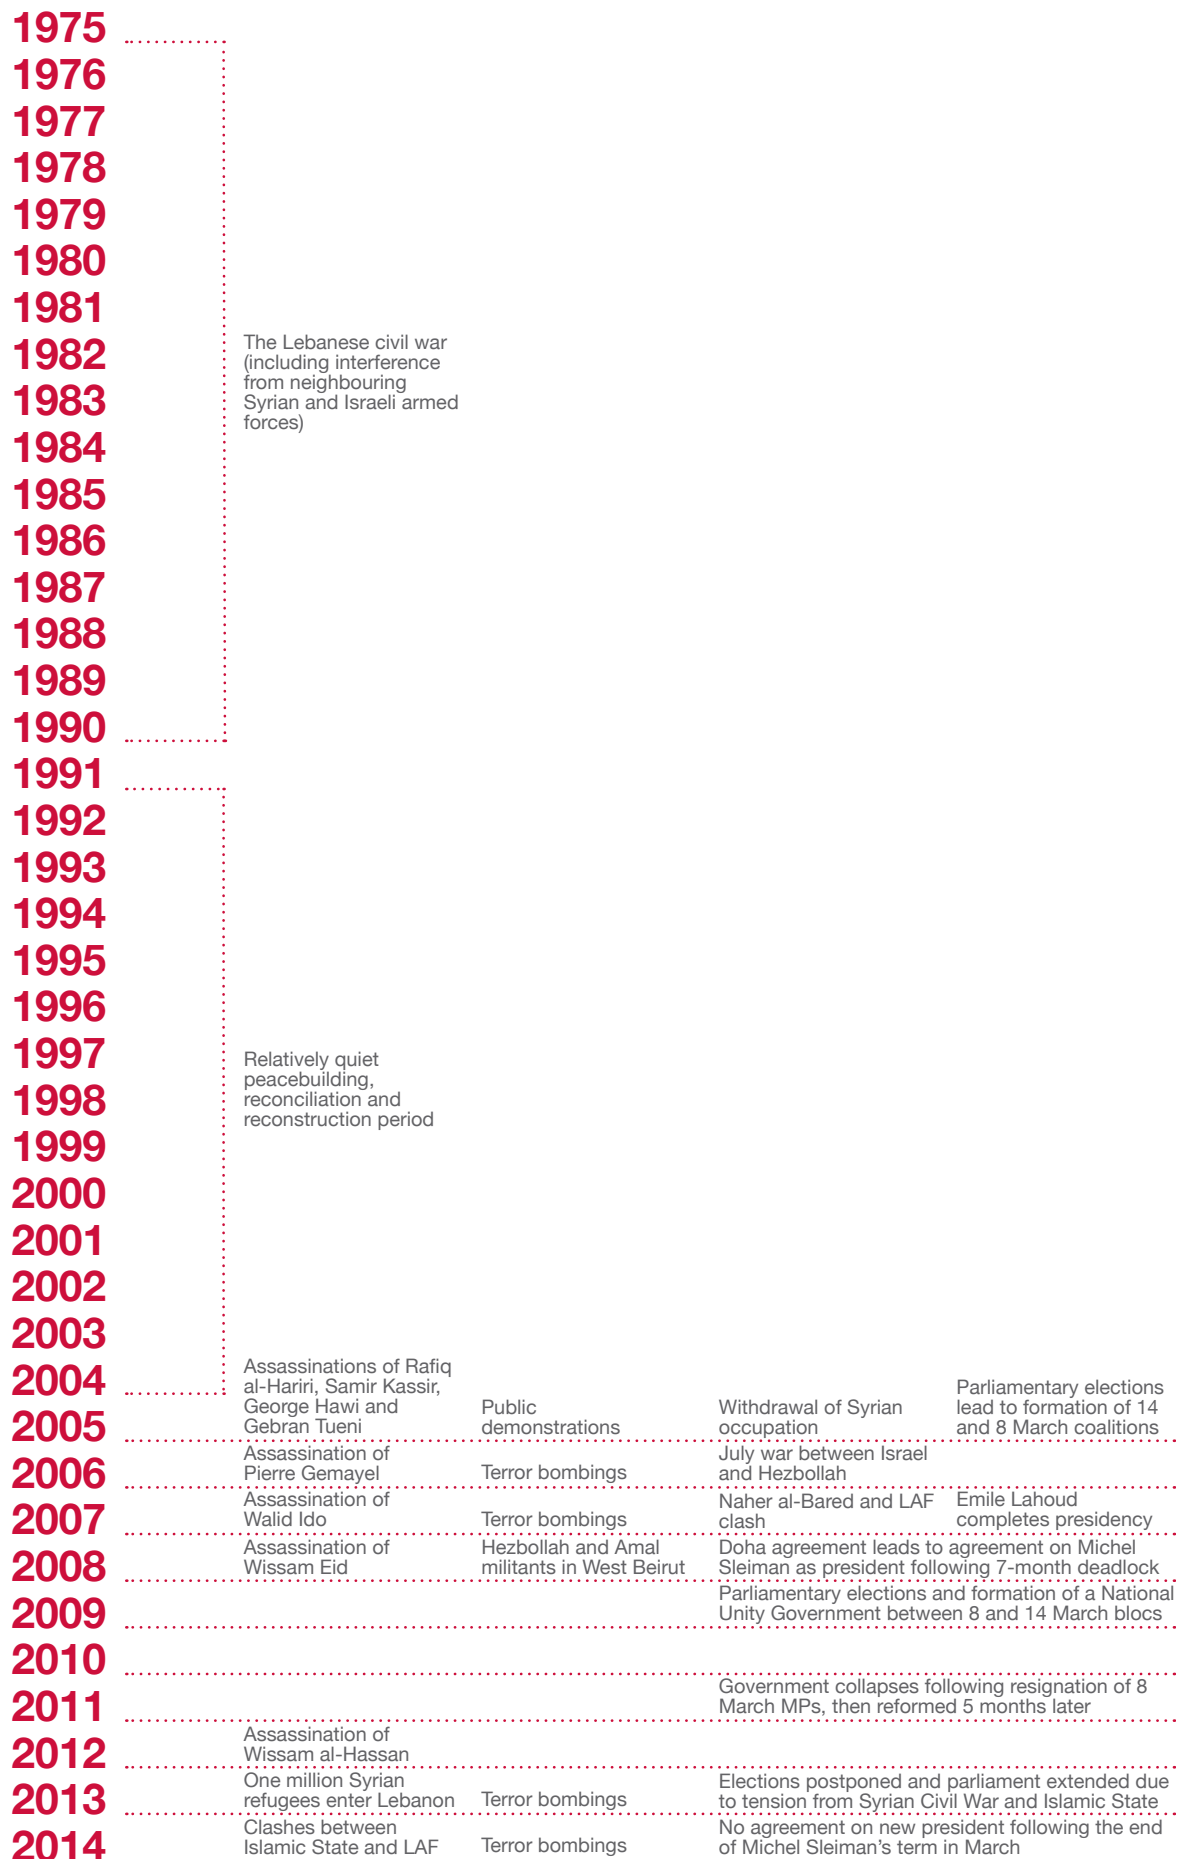 1975
1976
1977
1978
1979
1980
1981
1982
1983
1984
1985
1986
1987
1988
1989
1990
The Lebanese civil war
(including interference
from neighbouring
Syrian and Israeli armed
forces)
1991
1992
1993
1994
1995
1996
1997
1998
1999
2000
2001
2002
2003
2004
Relatively quiet
peacebuilding,
reconciliation and
reconstruction period
2005
Assassinations of Rafiq
al-Hariri, Samir Kassir,
George Hawi and
Gebran Tueni
Public
demonstrations
Withdrawal of Syrian
occupation
Parliamentary elections
lead to formation of 14
and 8 March coalitions
2006
Assassination of
Pierre Gemayel
Terror bombings
July war between Israel
and Hezbollah
2007
Assassination of
Walid Ido
Terror bombings
Naher al-Bared and LAF
clash
Emile Lahoud
completes presidency
2008
Assassination of
Wissam Eid
Hezbollah and Amal
militants in West Beirut
Doha agreement leads to agreement on Michel
Sleiman as president following 7-month deadlock
2009
Parliamentary elections and formation of a National
Unity Government between 8 and 14 March blocs
2010
2011
Government collapses following resignation of 8
March MPs, then reformed 5 months later
2012
Assassination of
Wissam al-Hassan
2013
One million Syrian
refugees enter Lebanon
Terror bombings
Elections postponed and parliament extended due
to tension from Syrian Civil War and Islamic State
2014
Clashes between
Islamic State and LAF
Terror bombings
No agreement on new president following the end
of Michel Sleiman's term in March